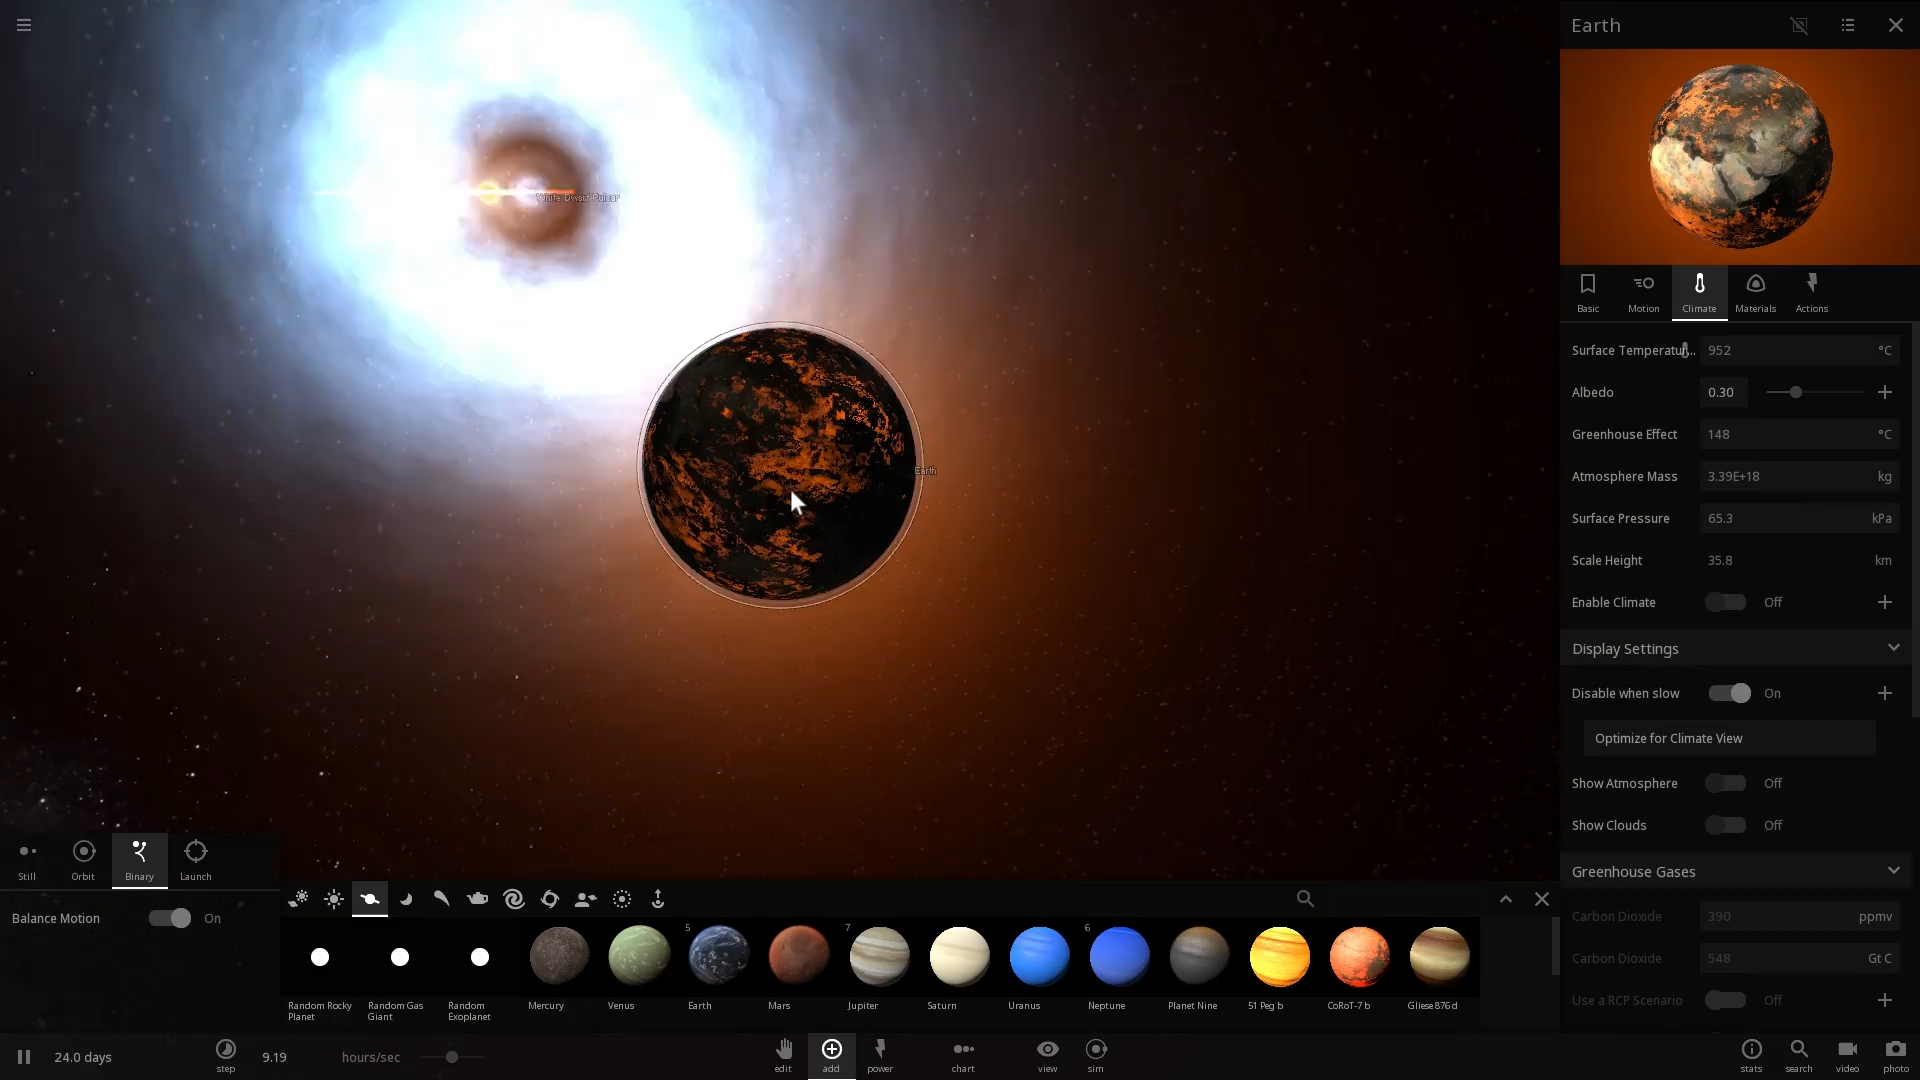 Earth
White Dwarf Pulsar
Earth
Basic
Motion
Climate
Materials
Actions
Surface Temperatur... 952 °C
Albedo 0.30
Greenhouse Effect 148 °C
Atmosphere Mass 3.39E+18 kg
Surface Pressure 65.3 kPa
Scale Height 35.8 km
Enable Climate Off
Display Settings
Disable when slow On
Optimize for Climate View
Show Atmosphere Off
Show Clouds Off
Greenhouse Gases
Carbon Dioxide 390 ppmv
Carbon Dioxide 548 Gt C
Use a RCP Scenario Off
Still
Orbit
Binary
Launch
Balance Motion On
5
7
6
Random Rocky Planet
Random Gas Giant
Random Exoplanet
Mercury
Venus
Earth
Mars
Jupiter
Saturn
Uranus
Neptune
Planet Nine
51 Peg b
CoRoT-7 b
Gliese 876 d
24.0 days
step
9.19 hours/sec
edit
add
power
chart
view
sim
stats
search
video
photo